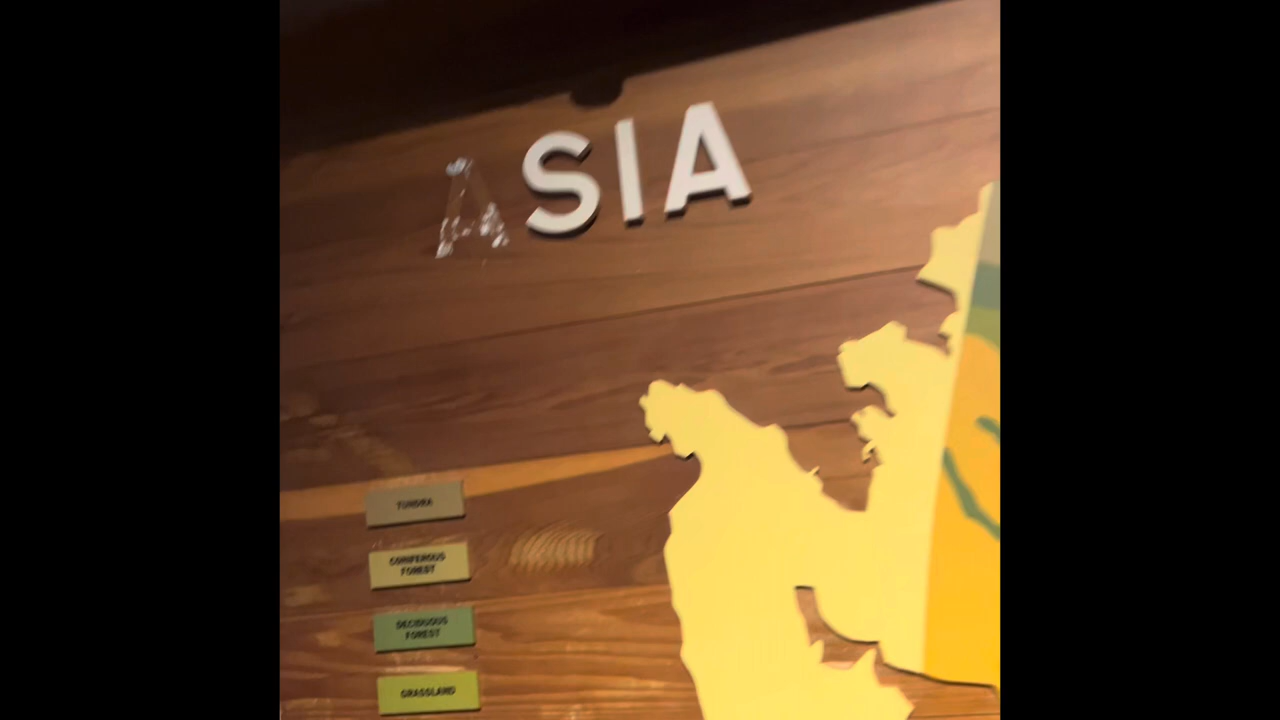 ASIA
TUNDRA
CONIFEROUS
FOREST
DECIDUOUS
FOREST
GRASSLAND